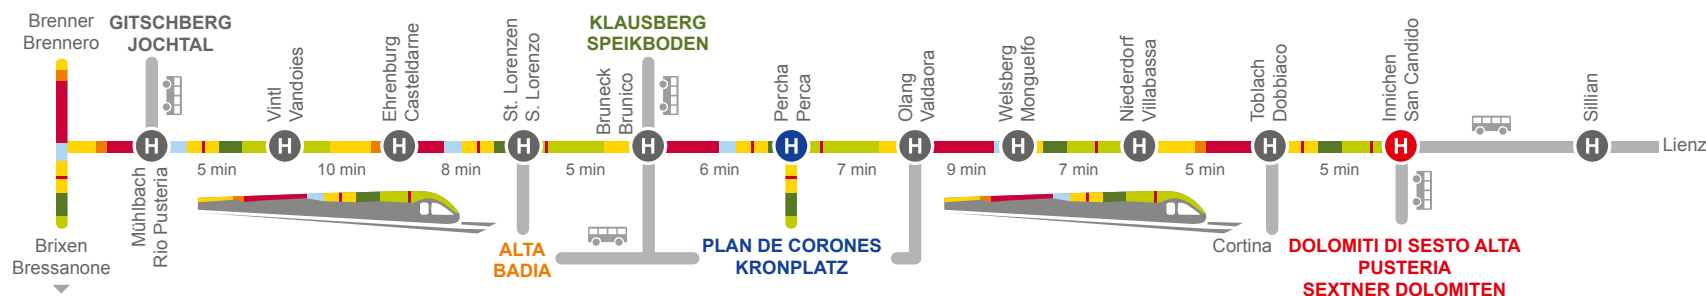 Brenner
Brennero
GITSCHBERG
JOCHTAL
Vintl
Vandoies
Ehrenburg
Casteldarne
St. Lorenzen
S. Lorenzo
KLAUSBERG
SPEIKBODEN
Bruneck
Brunico
Percha
Perca
Olang
Valdaora
Welsberg
Monguelfo
Niederdorf
Villabassa
Toblach
Dobbiaco
Innichen
San Candido
Sillian
H
H
H
H
H
H
H
H
H
H
H
H
Lienz
5 min
10 min
8 min
5 min
6 min
7 min
9 min
7 min
5 min
5 min
Mühlbach
Rio Pusteria
Brixen
Bressanone
ALTA
BADIA
PLAN DE CORONES
KRONPLATZ
Cortina
DOLOMITI DI SESTO ALTA
PUSTERIA
SEXTNER DOLOMITEN